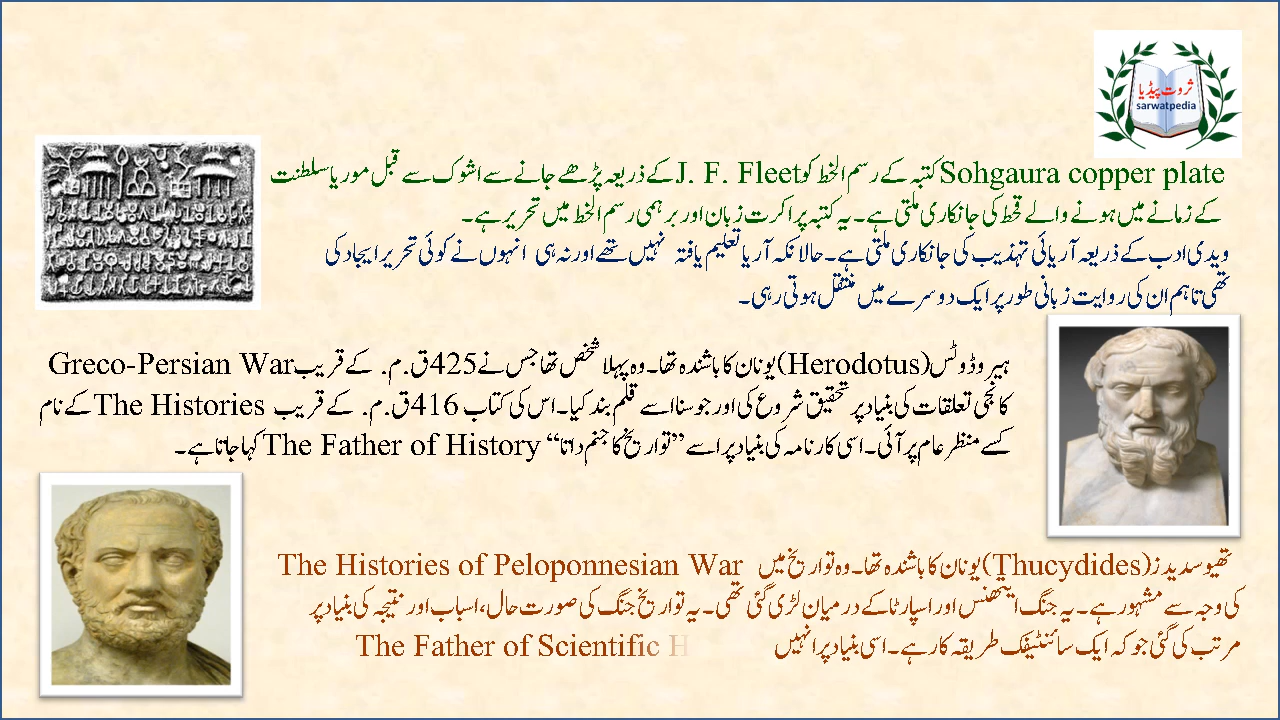 ثروت پیڈیا
sarwatpedia
Sohgaura copper plate کتبہ کے رسم الخط کو J. F. Fleet کے ذریعہ پڑھے جانے سے اشوک سے قبل موریا سلطنت
کے زمانے میں ہونے والے قحط کی جانکاری ملتی ہے۔ یہ کتبہ پراکرت زبان اور برہمی رسم الخط میں تحریر ہے۔
ویدی ادب کے ذریعہ آریائی تہذیب کی جانکاری ملتی ہے۔ حالانکہ آریا تعلیم یافتہ نہیں تھے اور نہ ہی انہوں نے کوئی تحریر ایجاد کی
تھی تاہم ان کی روایت زبانی طور پر ایک دوسرے میں منتقل ہوتی رہی۔
ہیروڈوٹس (Herodotus) یونان کا باشندہ تھا۔ وہ پہلا شخص تھا جس نے 425 ق.م. کے قریب Greco-Persian War
کا نجی تعلقات کی بنیاد پر تحقیق شروع کی اور جو سنا اسے قلم بند کیا۔ اس کی کتاب 416 ق.م. کے قریب The Histories کے نام
سے منظر عام پر آئی۔ اسی کارنامہ کی بنیاد پر اسے ”تواریخ کا جنم داتا“ The Father of History کہا جاتا ہے۔
تھیوسدیدز (Thucydides) یونان کا باشندہ تھا۔ وہ تواریخ میں The Histories of Peloponnesian War
کی وجہ سے مشہور ہے۔ یہ جنگ ایتھنس اور اسپارٹا کے درمیان لڑی گئی تھی۔ یہ تواریخ جنگ کی صورت حال، اسباب اور نتیجہ کی بنیاد پر
مرتب کی گئی جو کہ ایک سائنٹیفک طریقہ کار ہے۔ اسی بنیاد پر انہیں The Father of Scientific H